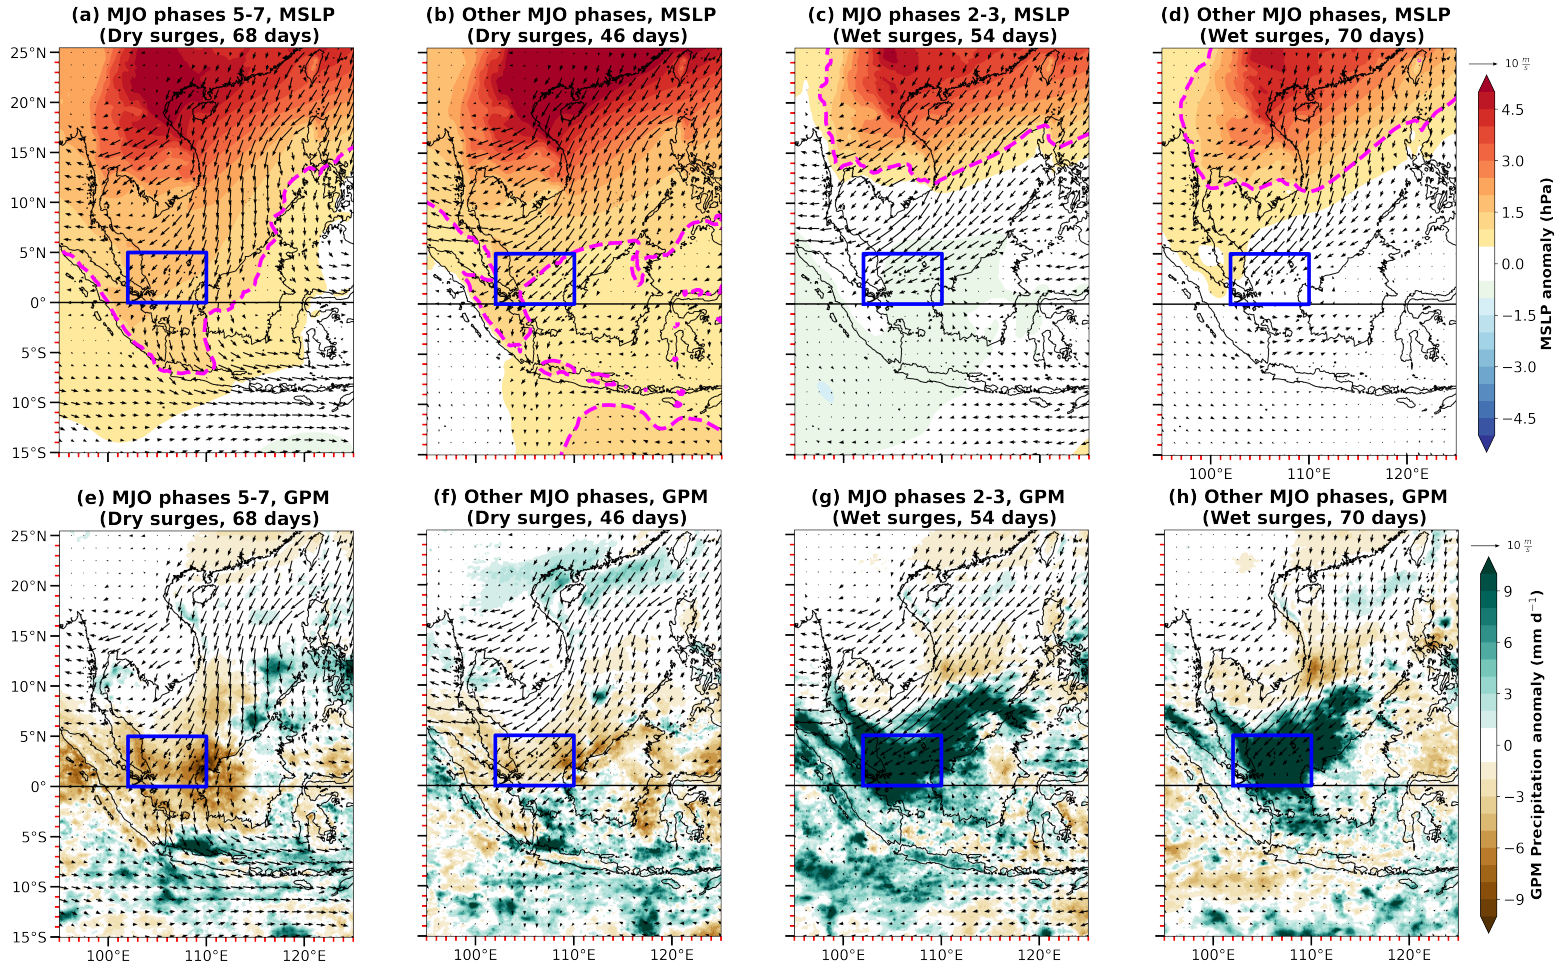 (a) MJO phases 5-7, MSLP
(Dry surges, 68 days)
(b) Other MJO phases, MSLP
(Dry surges, 46 days)
(c) MJO phases 2-3, MSLP
(Wet surges, 54 days)
(d) Other MJO phases, MSLP
(Wet surges, 70 days)
25°N
20°N
15°N
10°N
5°N
0°
5°S
10°S
15°S
100°E
110°E
120°E
10 m/s
4.5
3.0
1.5
0.0
−1.5
−3.0
−4.5
MSLP anomaly (hPa)
(e) MJO phases 5-7, GPM
(Dry surges, 68 days)
(f) Other MJO phases, GPM
(Dry surges, 46 days)
(g) MJO phases 2-3, GPM
(Wet surges, 54 days)
(h) Other MJO phases, GPM
(Wet surges, 70 days)
25°N
20°N
15°N
10°N
5°N
0°
5°S
10°S
15°S
100°E
110°E
120°E
100°E
110°E
120°E
100°E
110°E
120°E
100°E
110°E
120°E
10 m/s
9
6
3
0
−3
−6
−9
GPM Precipitation anomaly (mm d⁻¹)